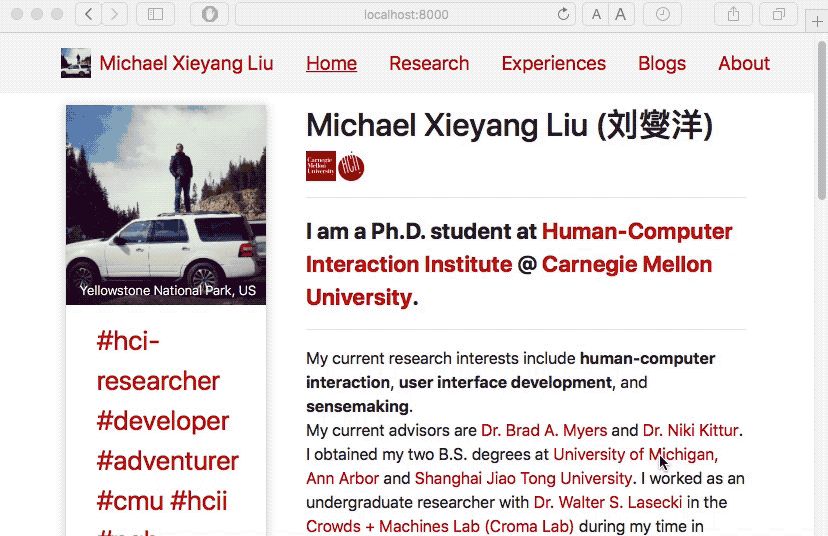 localhost:8000
A A
Michael Xieyang Liu Home Research Experiences Blogs About
Michael Xieyang Liu (刘燮洋)
Carnegie
Mellon
University
HCII
I am a Ph.D. student at Human-Computer
Interaction Institute @ Carnegie Mellon
University.
Yellowstone National Park, US
#hci-
researcher
#developer
#adventurer
#cmu #hcii
My current research interests include human-computer
interaction, user interface development, and
sensemaking.
My current advisors are Dr. Brad A. Myers and Dr. Niki Kittur.
I obtained my two B.S. degrees at University of Michigan,
Ann Arbor and Shanghai Jiao Tong University. I worked as an
undergraduate researcher with Dr. Walter S. Lasecki in the
Crowds + Machines Lab (Croma Lab) during my time in